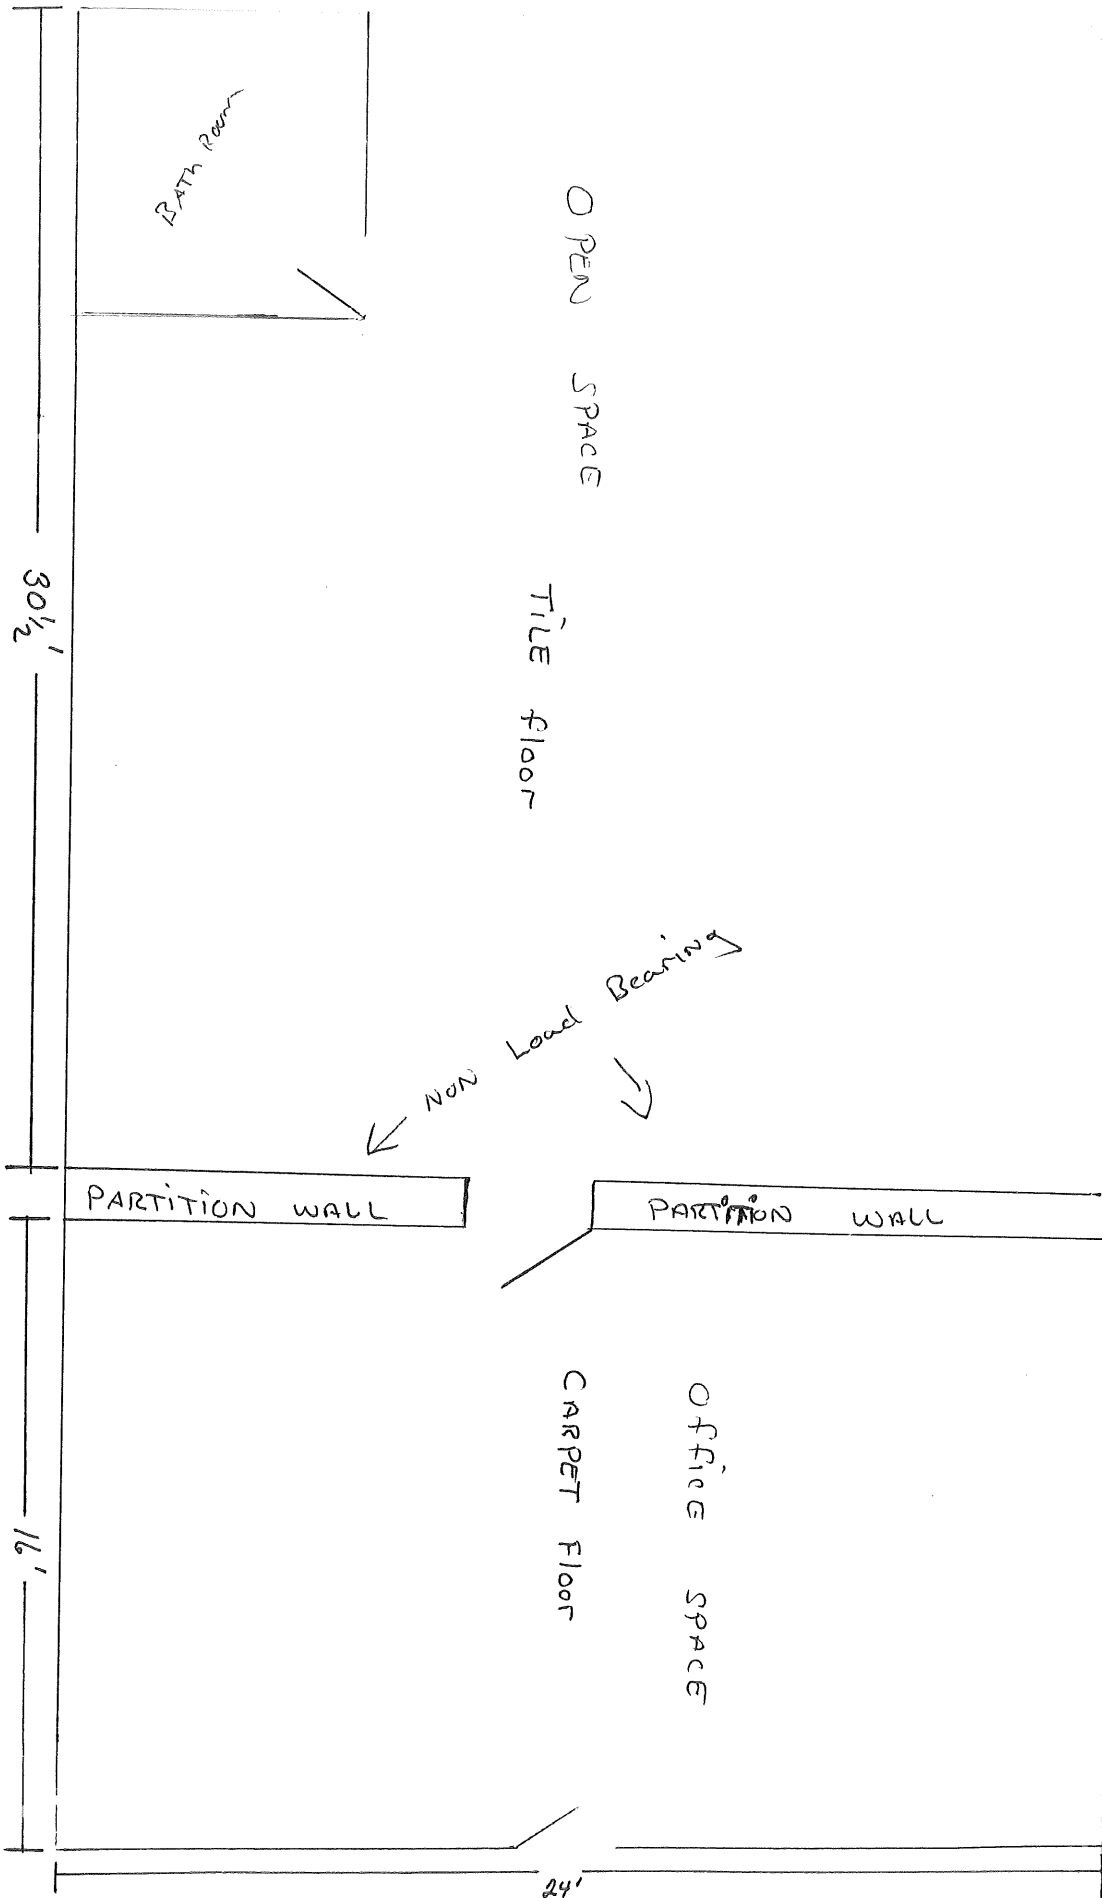 BATh Room
OPEN SPACE
TiLE floor
30½'
NON Load Bearing
PARTiTiON WALL
PARTiTiON WALL
OffiCE SPACE
CARPET Floor
16'
24'